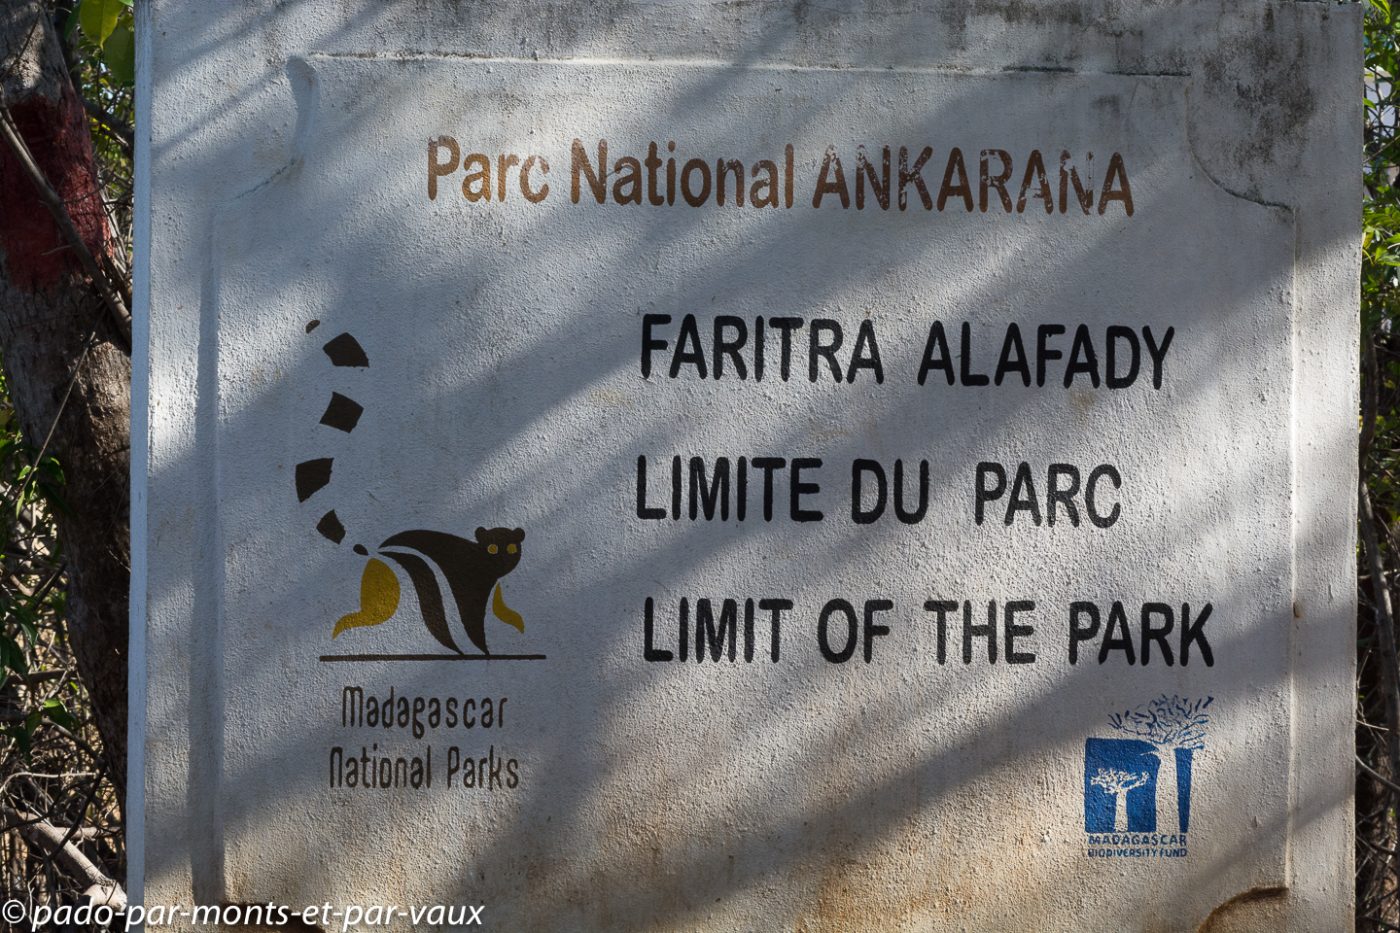 Parc National ANKARANA
FARITRA ALAFADY
LIMITE DU PARC
LIMIT OF THE PARK
Madagascar
National Parks
MADAGASCAR
BIODIVERSITY FUND
©pado-par-monts-et-par-vaux